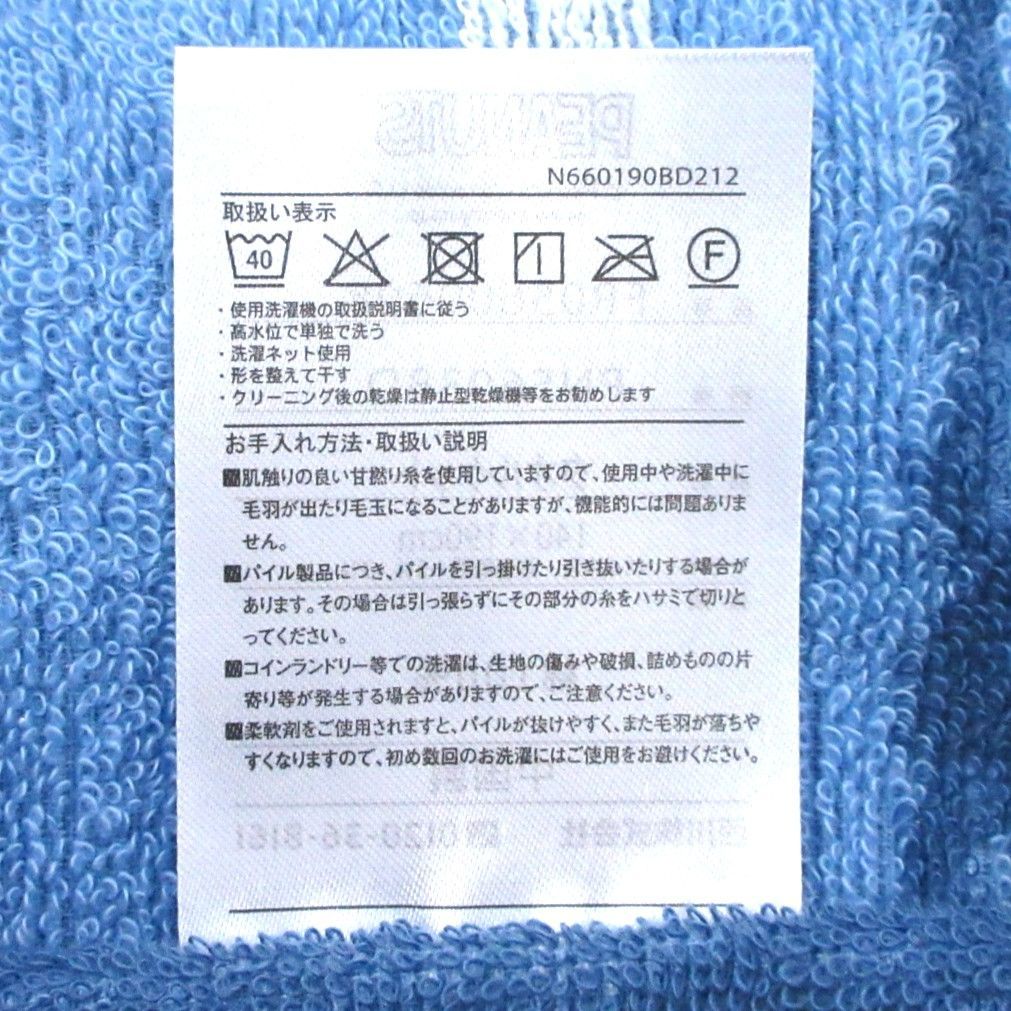 PEANUTS
N660190BD212
取扱い表示
40 F
・使用洗濯機の取扱説明書に従う
・高水位で単独で洗う
・洗濯ネット使用
・形を整えて干す
・クリーニング後の乾燥は静止型乾燥機等をお勧めします
お手入れ方法・取扱い説明
肌触りの良い甘撚り糸を使用していますので、使用中や洗濯中に
毛羽が出たり毛玉になることがありますが、機能的には問題ありま
せん。
パイル製品につき、パイルを引っ掛けたり引き抜いたりする場合が
あります。その場合は引っ張らずにその部分の糸をハサミで切りと
ってください。
コインランドリー等での洗濯は、生地の傷みや破損、詰めものの片
寄り等が発生する場合がありますので、ご注意ください。
柔軟剤をご使用されますと、パイルが抜けやすく、また毛羽が落ちや
すくなりますので、初め数回のお洗濯にはご使用をお避けください。
140×190cm
中国製
西川株式会社 0120-36-8161